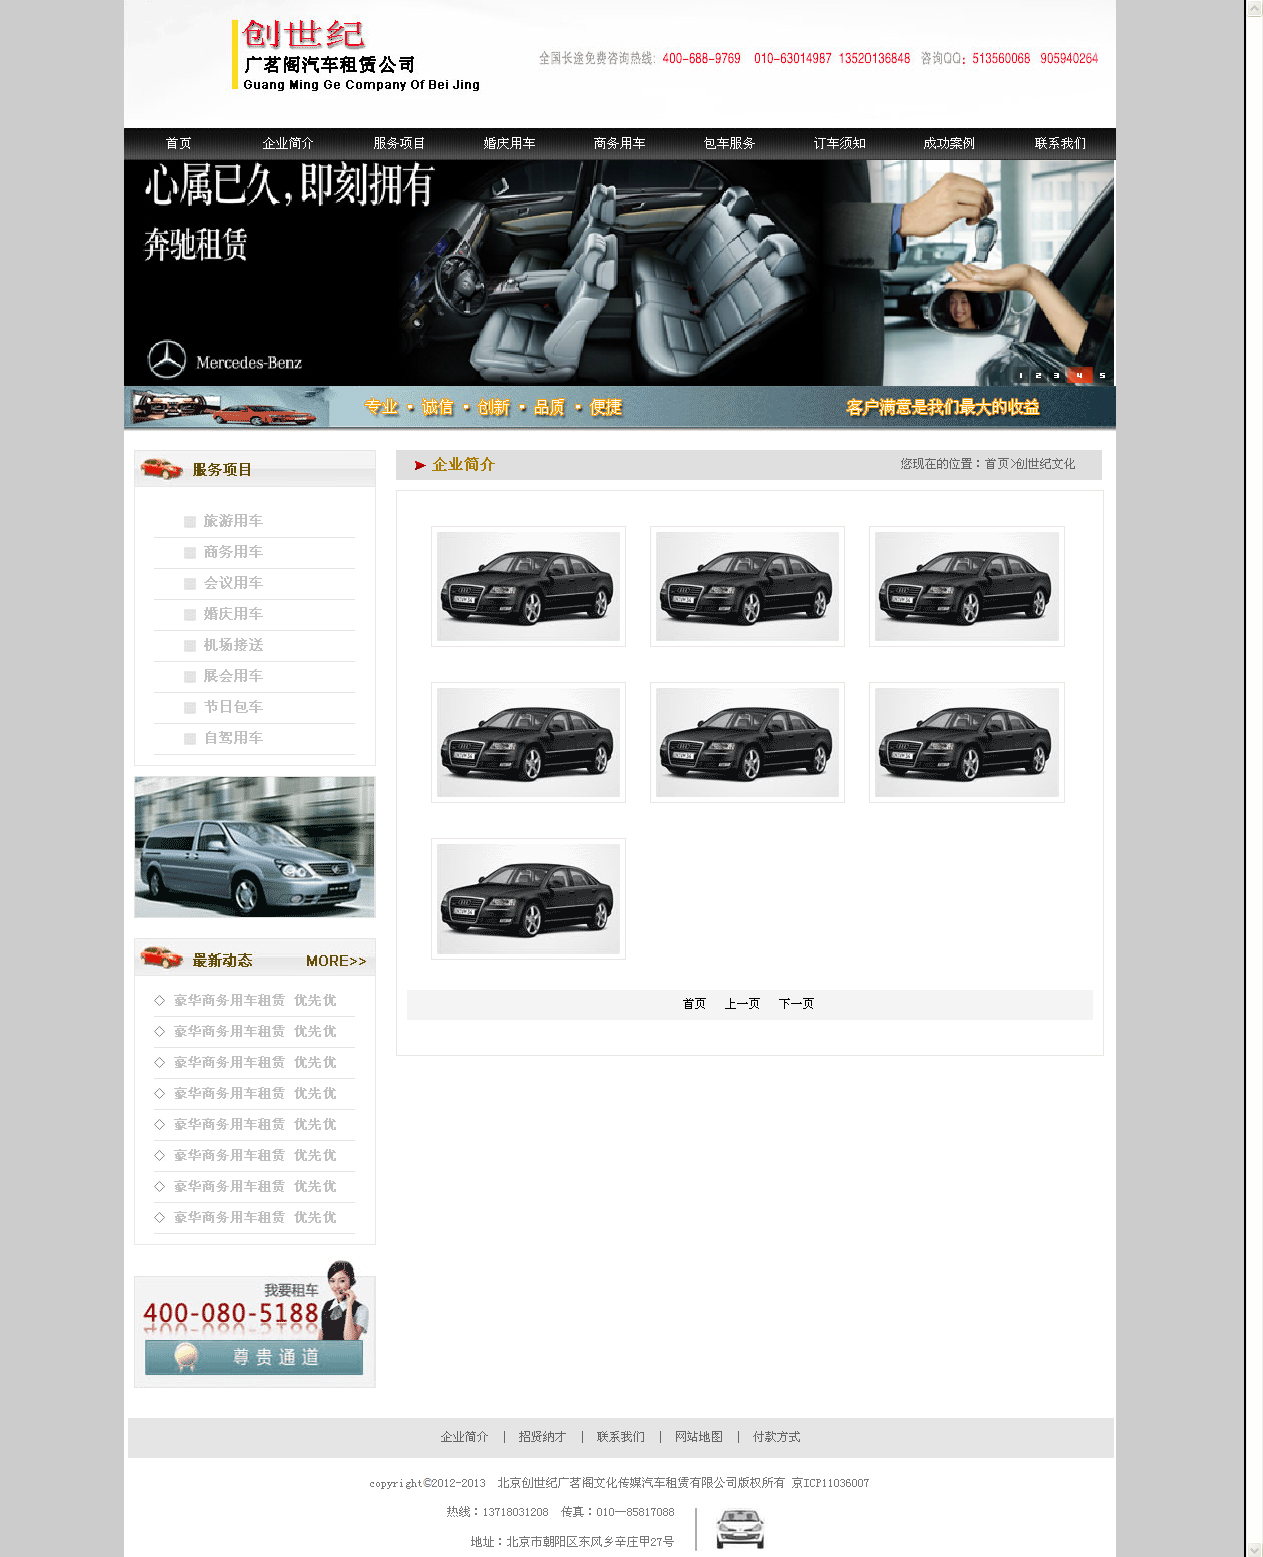 创世纪
广茗阁汽车租赁公司
Guang Ming Ge Company Of Bei Jing
全国长途免费咨询热线: 400-688-9769 010-63014987 13520136848 咨询QQ: 513560068 905940264
首页 企业简介 服务项目 婚庆用车 商务用车 包车服务 订车须知 成功案例 联系我们
心属已久,即刻拥有
奔驰租赁
Mercedes-Benz
1 2 3 4 5
专业 · 诚信 · 创新 · 品质 · 便捷 客户满意是我们最大的收益
服务项目
旅游用车
商务用车
会议用车
婚庆用车
机场接送
展会用车
节日包车
自驾用车
最新动态 MORE>>
◇ 豪华商务用车租赁 优先优
◇ 豪华商务用车租赁 优先优
◇ 豪华商务用车租赁 优先优
◇ 豪华商务用车租赁 优先优
◇ 豪华商务用车租赁 优先优
◇ 豪华商务用车租赁 优先优
◇ 豪华商务用车租赁 优先优
◇ 豪华商务用车租赁 优先优
我要租车
400-080-5188
尊贵通道
企业简介 您现在的位置：首页>创世纪文化
首页 上一页 下一页
企业简介 | 招贤纳才 | 联系我们 | 网站地图 | 付款方式
copyright©2012-2013 北京创世纪广茗阁文化传媒汽车租赁有限公司版权所有 京ICP11036007
热线：13718031208 传真：010—85817088
地址：北京市朝阳区东风乡辛庄甲27号